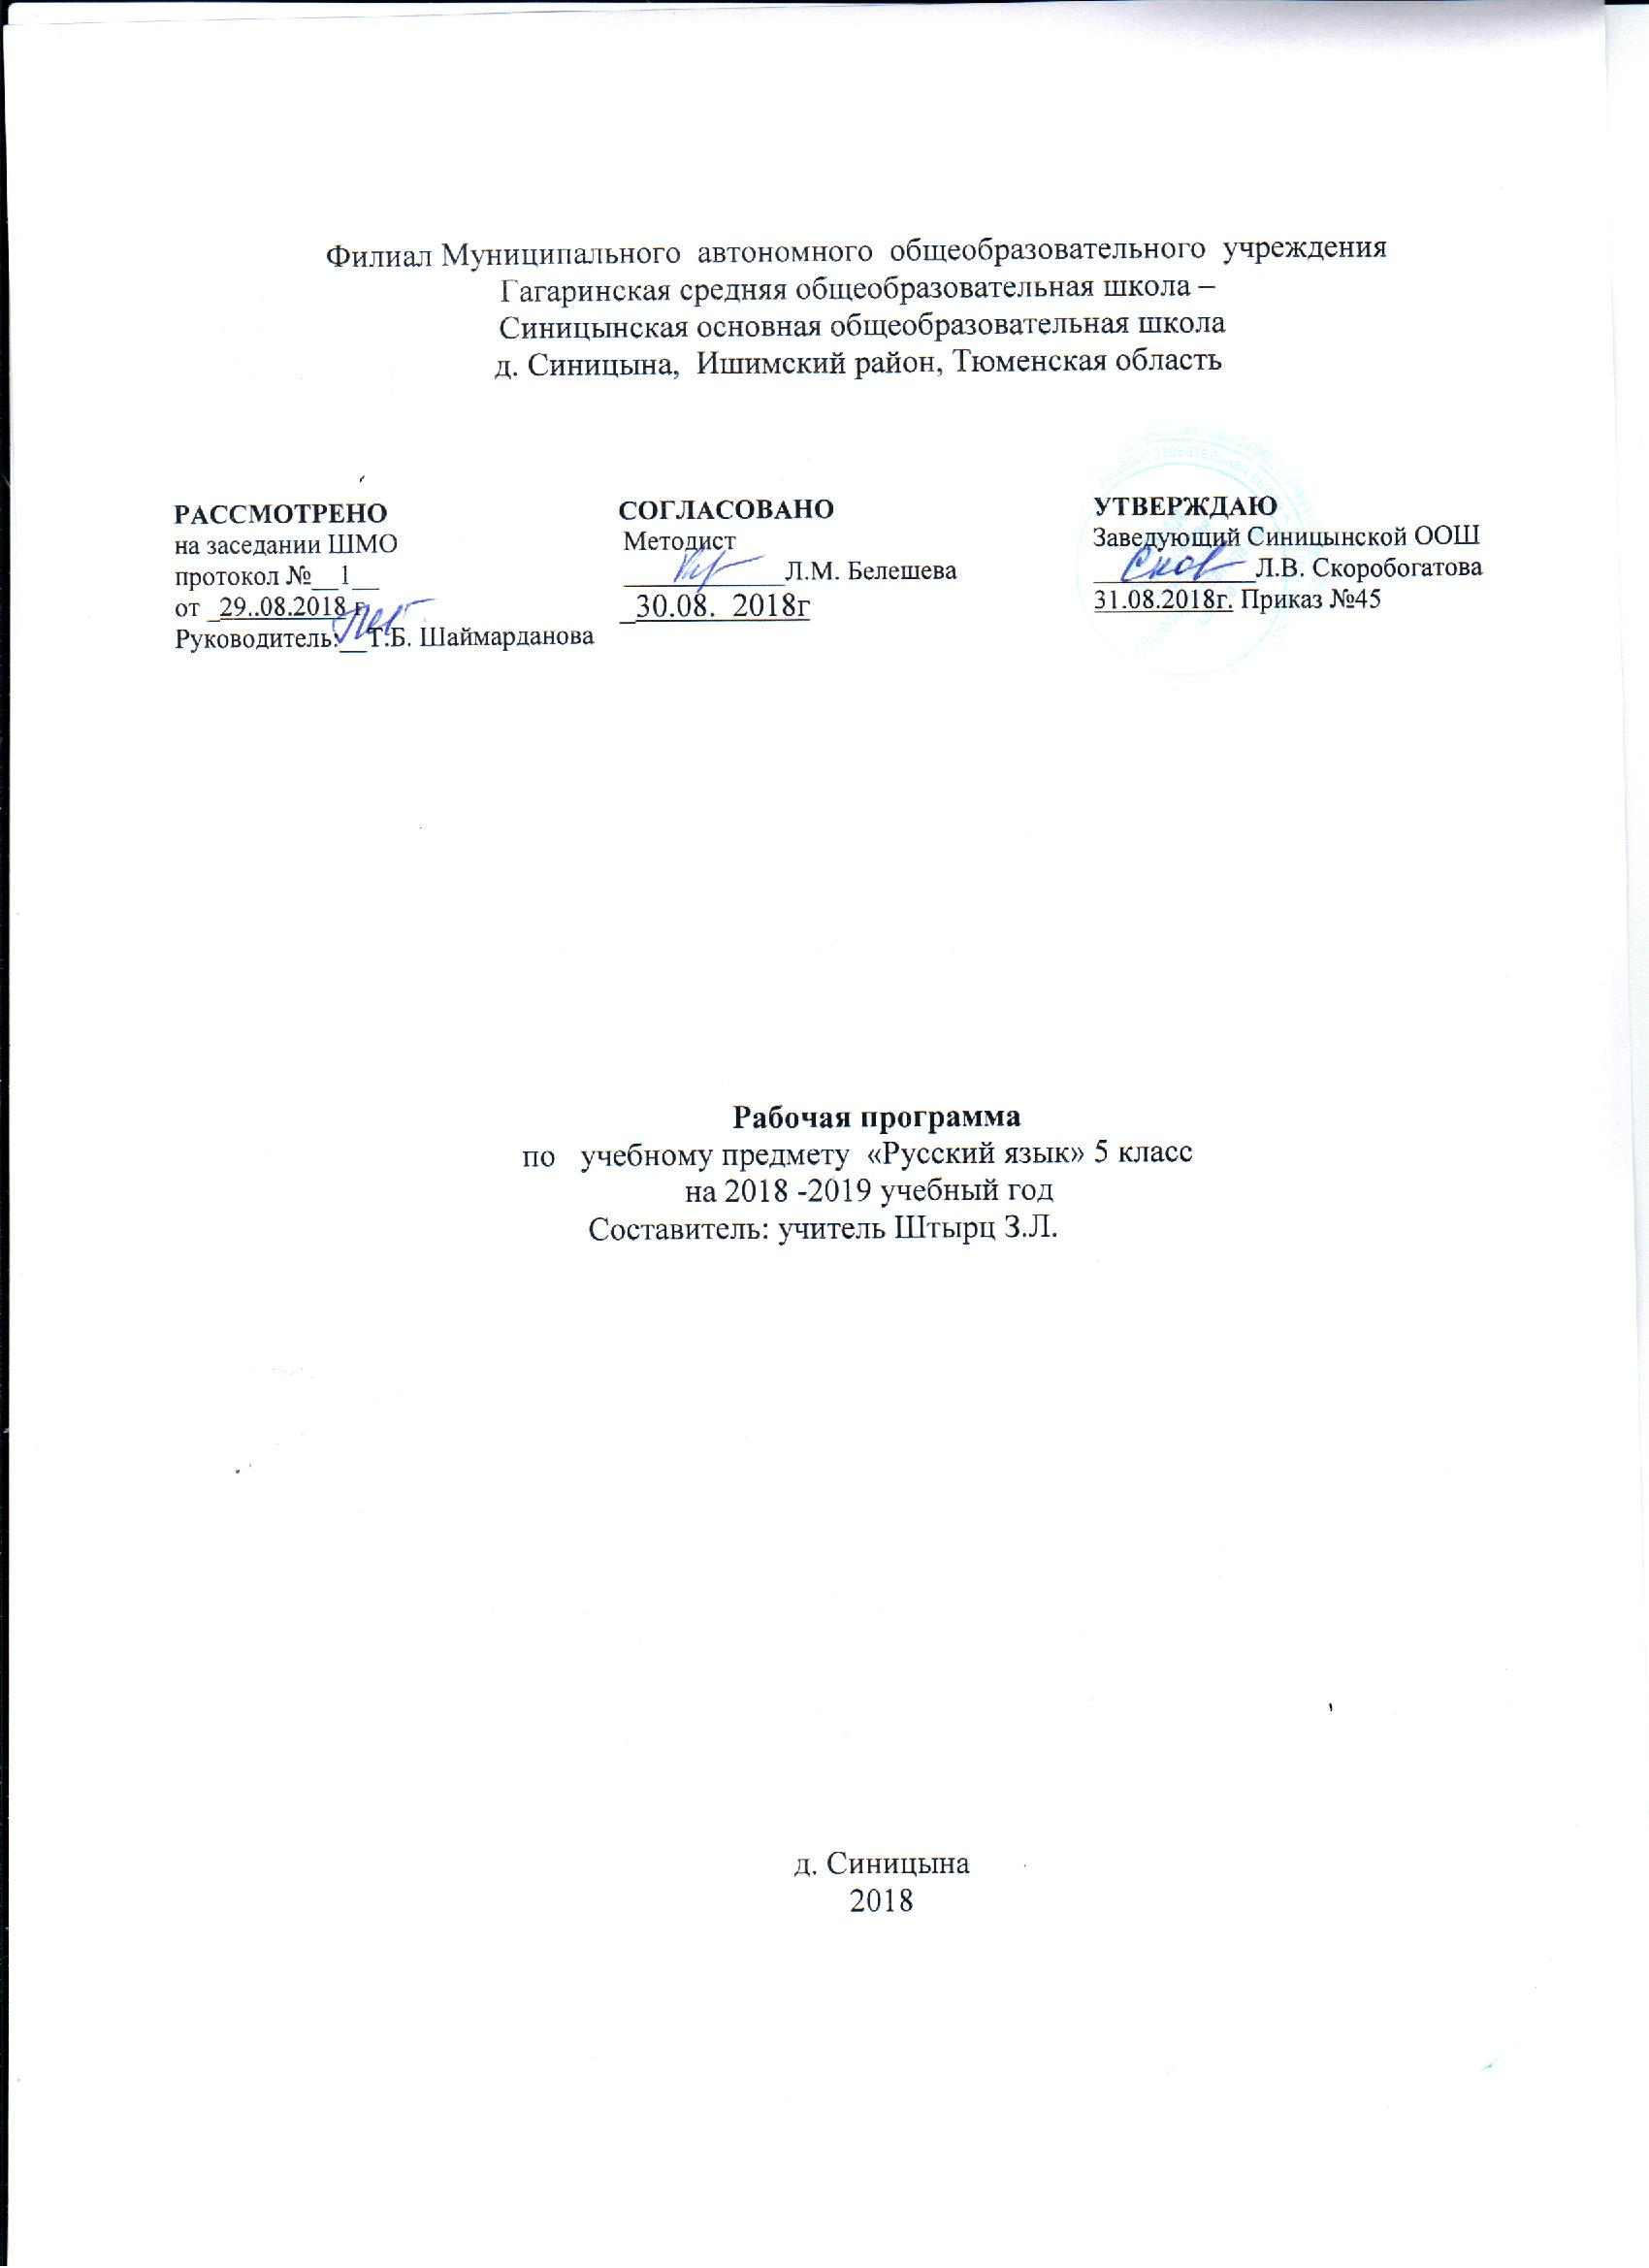 Филиал Муниципального автономного общеобразовательного учреждения
Гагаринская средняя общеобразовательная школа –
Синицынская основная общеобразовательная школа
д. Синицына, Ишимский район, Тюменская область
РАССМОТРЕНО
на заседании ШМО
протокол №__1__
от _29..08.2018 г
Руководитель:__Т.Б. Шаймарданова
СОГЛАСОВАНО
Методист
____________Л.М. Белешева
_30.08. 2018г
УТВЕРЖДАЮ
Заведующий Синицынской ООШ
____________Л.В. Скоробогатова
31.08.2018г. Приказ №45
Рабочая программа
по учебному предмету «Русский язык» 5 класс
на 2018 -2019 учебный год
Составитель: учитель Штырц З.Л.
д. Синицына
2018